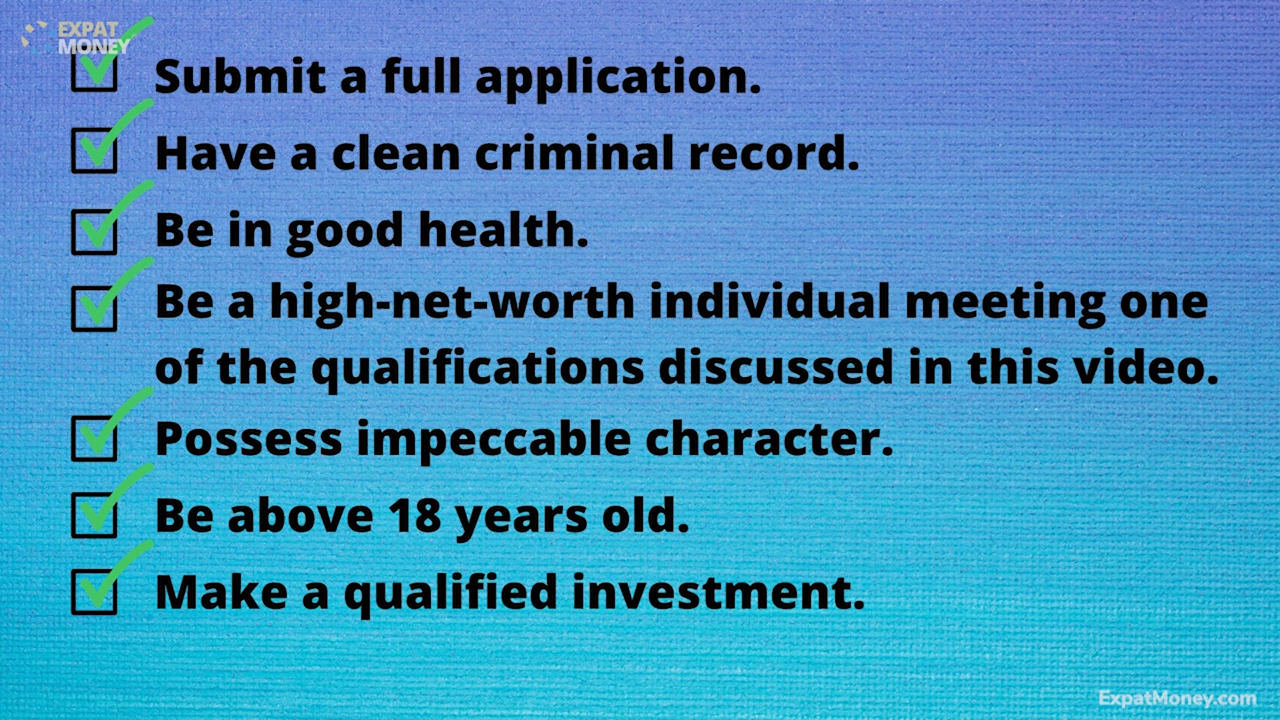 EXPAT
MONEY
Submit a full application.
Have a clean criminal record.
Be in good health.
Be a high-net-worth individual meeting one
of the qualifications discussed in this video.
Possess impeccable character.
Be above 18 years old.
Make a qualified investment.
ExpatMoney.com